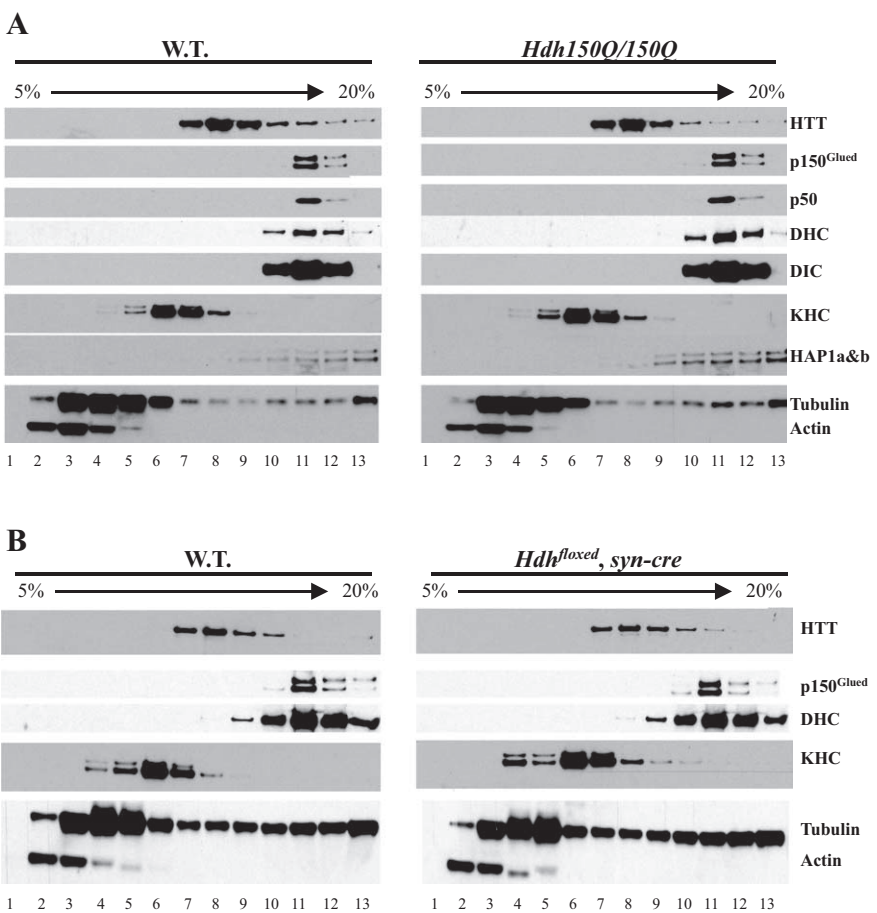 A
W.T. Hdh150Q/150Q
5% 20% 5% 20%
HTT
p150Glued
p50
DHC
DIC
KHC
HAP1a&b
Tubulin
Actin
1 2 3 4 5 6 7 8 9 10 11 12 13 1 2 3 4 5 6 7 8 9 10 11 12 13
B
W.T. Hdhfloxed, syn-cre
5% 20% 5% 20%
HTT
p150Glued
DHC
KHC
Tubulin
Actin
1 2 3 4 5 6 7 8 9 10 11 12 13 1 2 3 4 5 6 7 8 9 10 11 12 13